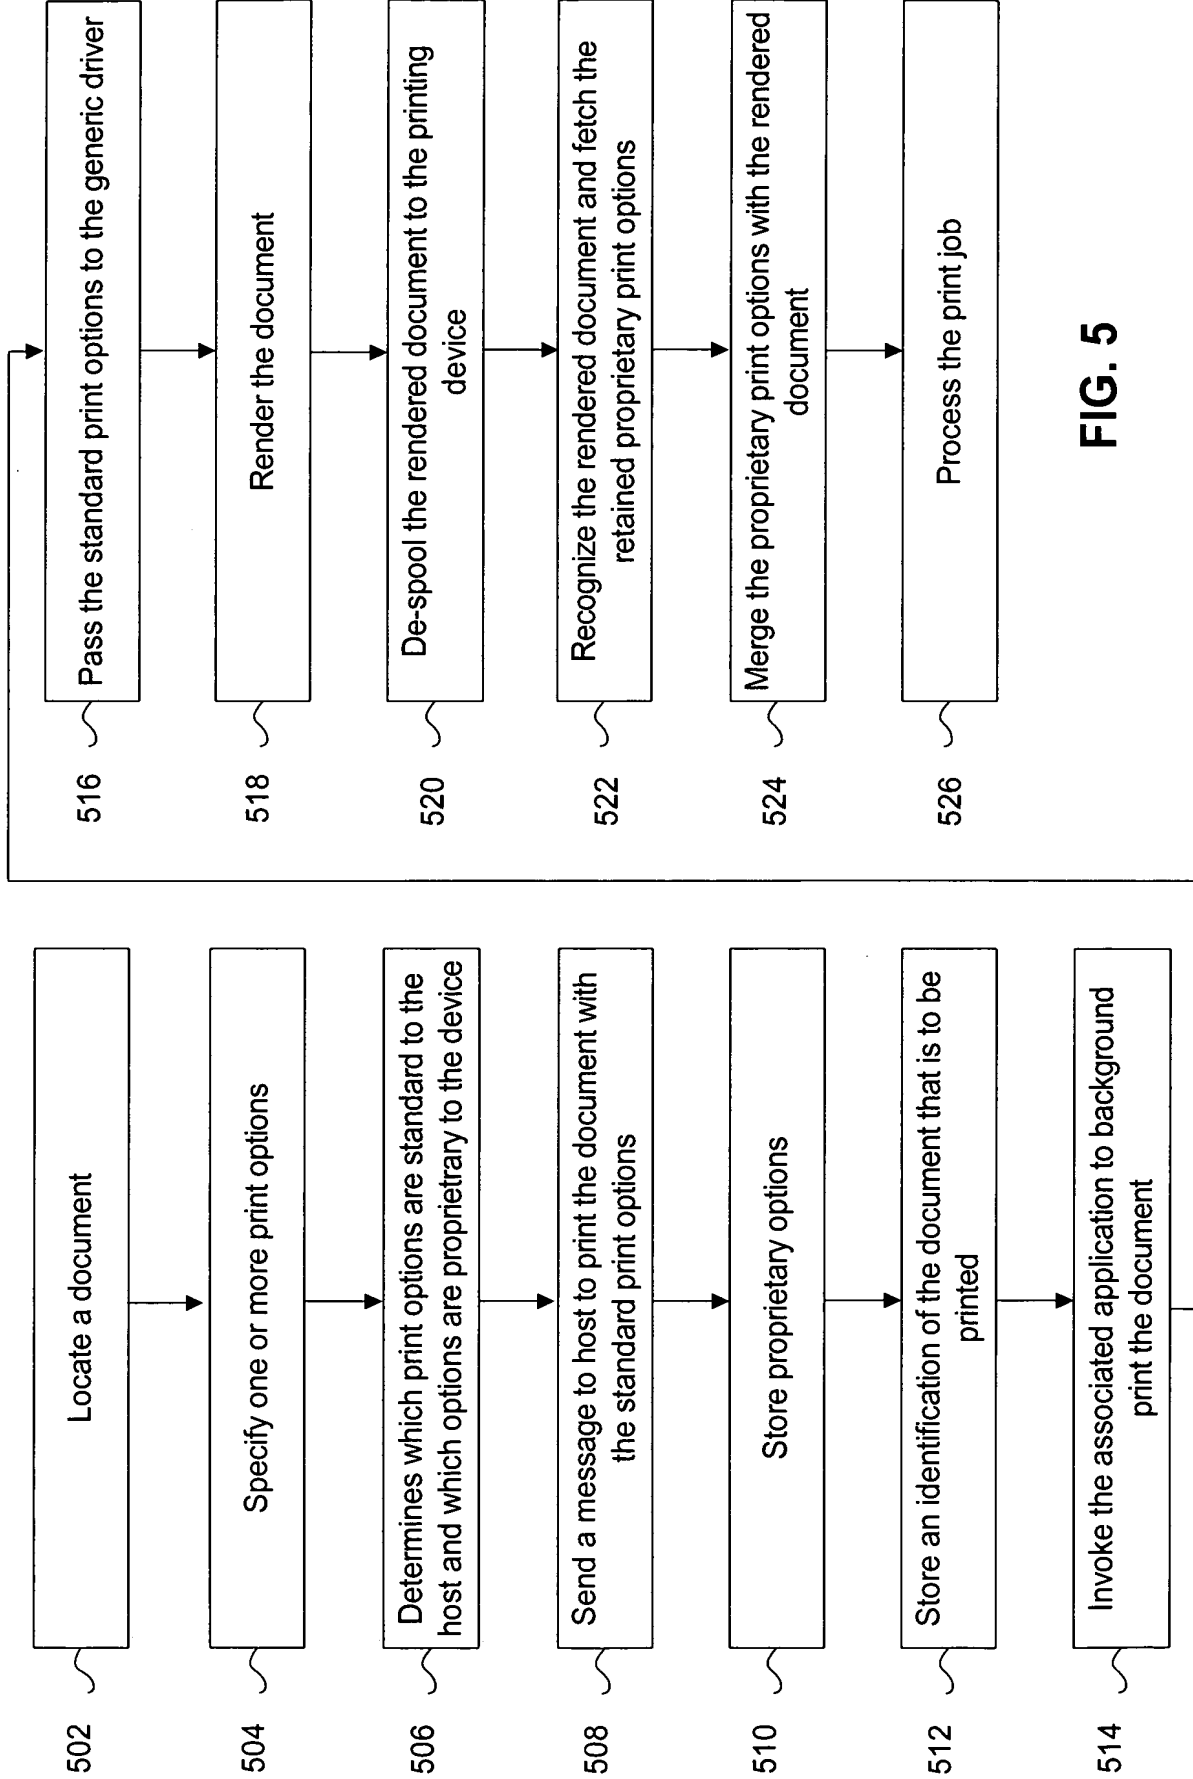 502
Locate a document
504
Specify one or more print options
506
Determines which print options are standard to the
host and which options are proprietrary to the device
508
Send a message to host to print the document with
the standard print options
510
Store proprietary options
512
Store an identification of the document that is to be
printed
514
Invoke the associated application to background
print the document
516
Pass the standard print options to the generic driver
518
Render the document
520
De-spool the rendered document to the printing
device
522
Recognize the rendered document and fetch the
retained proprietary print options
524
Merge the proprietary print options with the rendered
document
526
Process the print job
FIG. 5